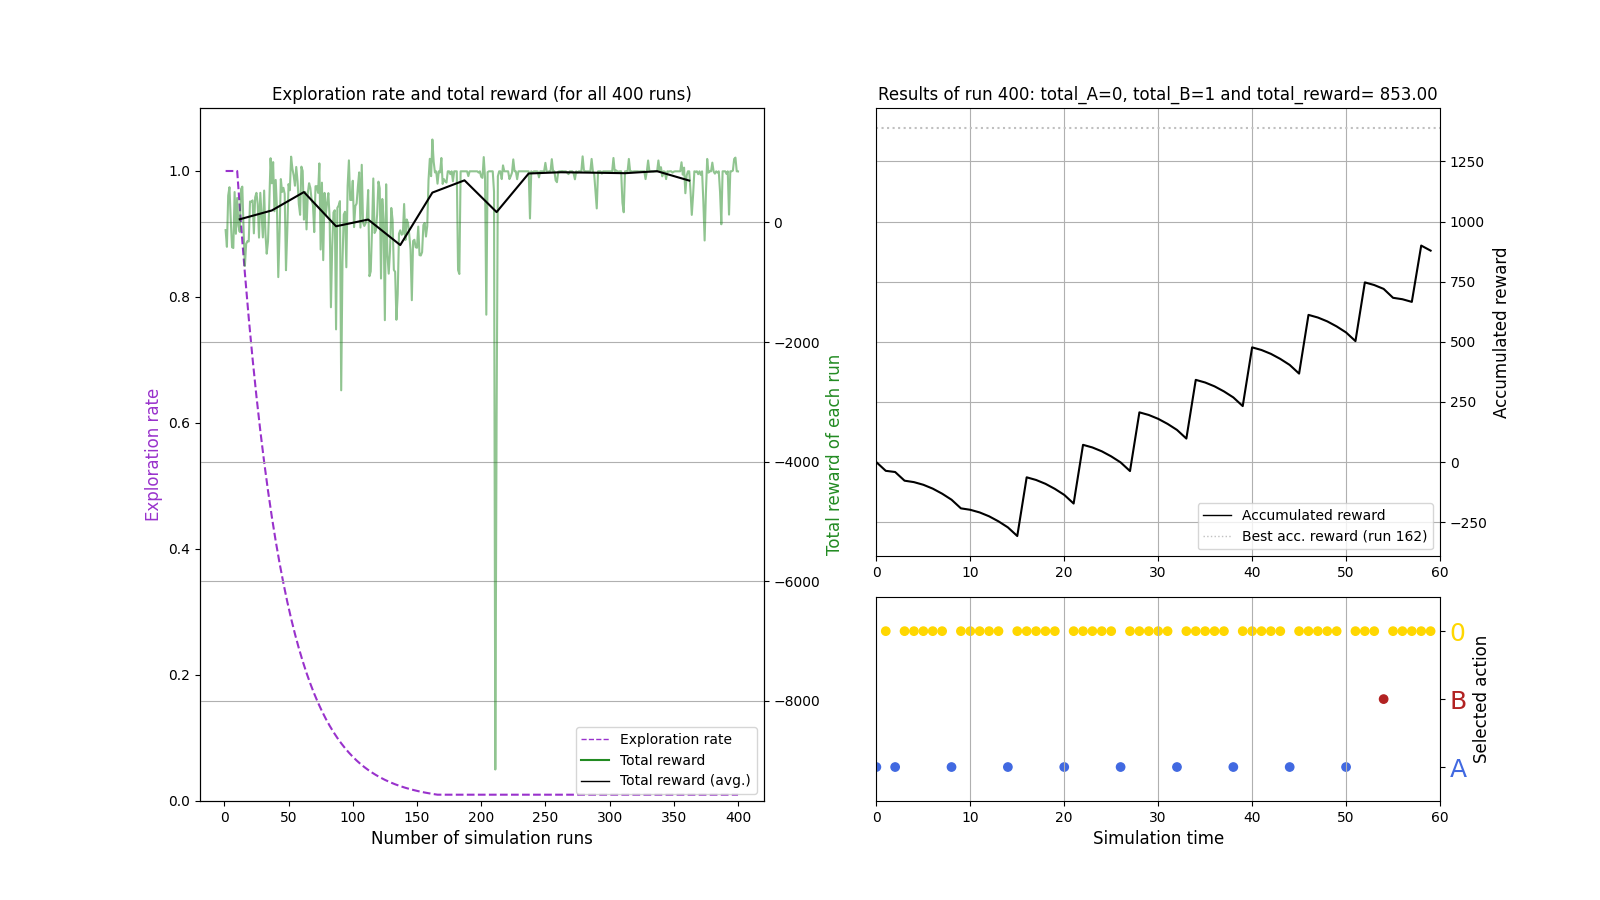 Exploration rate and total reward (for all 400 runs)
Exploration rate
1.0
0.8
0.6
0.4
0.2
0.0
0
−2000
−4000
−6000
−8000
Total reward of each run
Exploration rate
Total reward
Total reward (avg.)
0 50 100 150 200 250 300 350 400
Number of simulation runs
Results of run 400: total_A=0, total_B=1 and total_reward= 853.00
1250
1000
750
500
250
0
−250
Accumulated reward
Accumulated reward
Best acc. reward (run 162)
0 10 20 30 40 50 60
0
B
A
Selected action
0 10 20 30 40 50 60
Simulation time